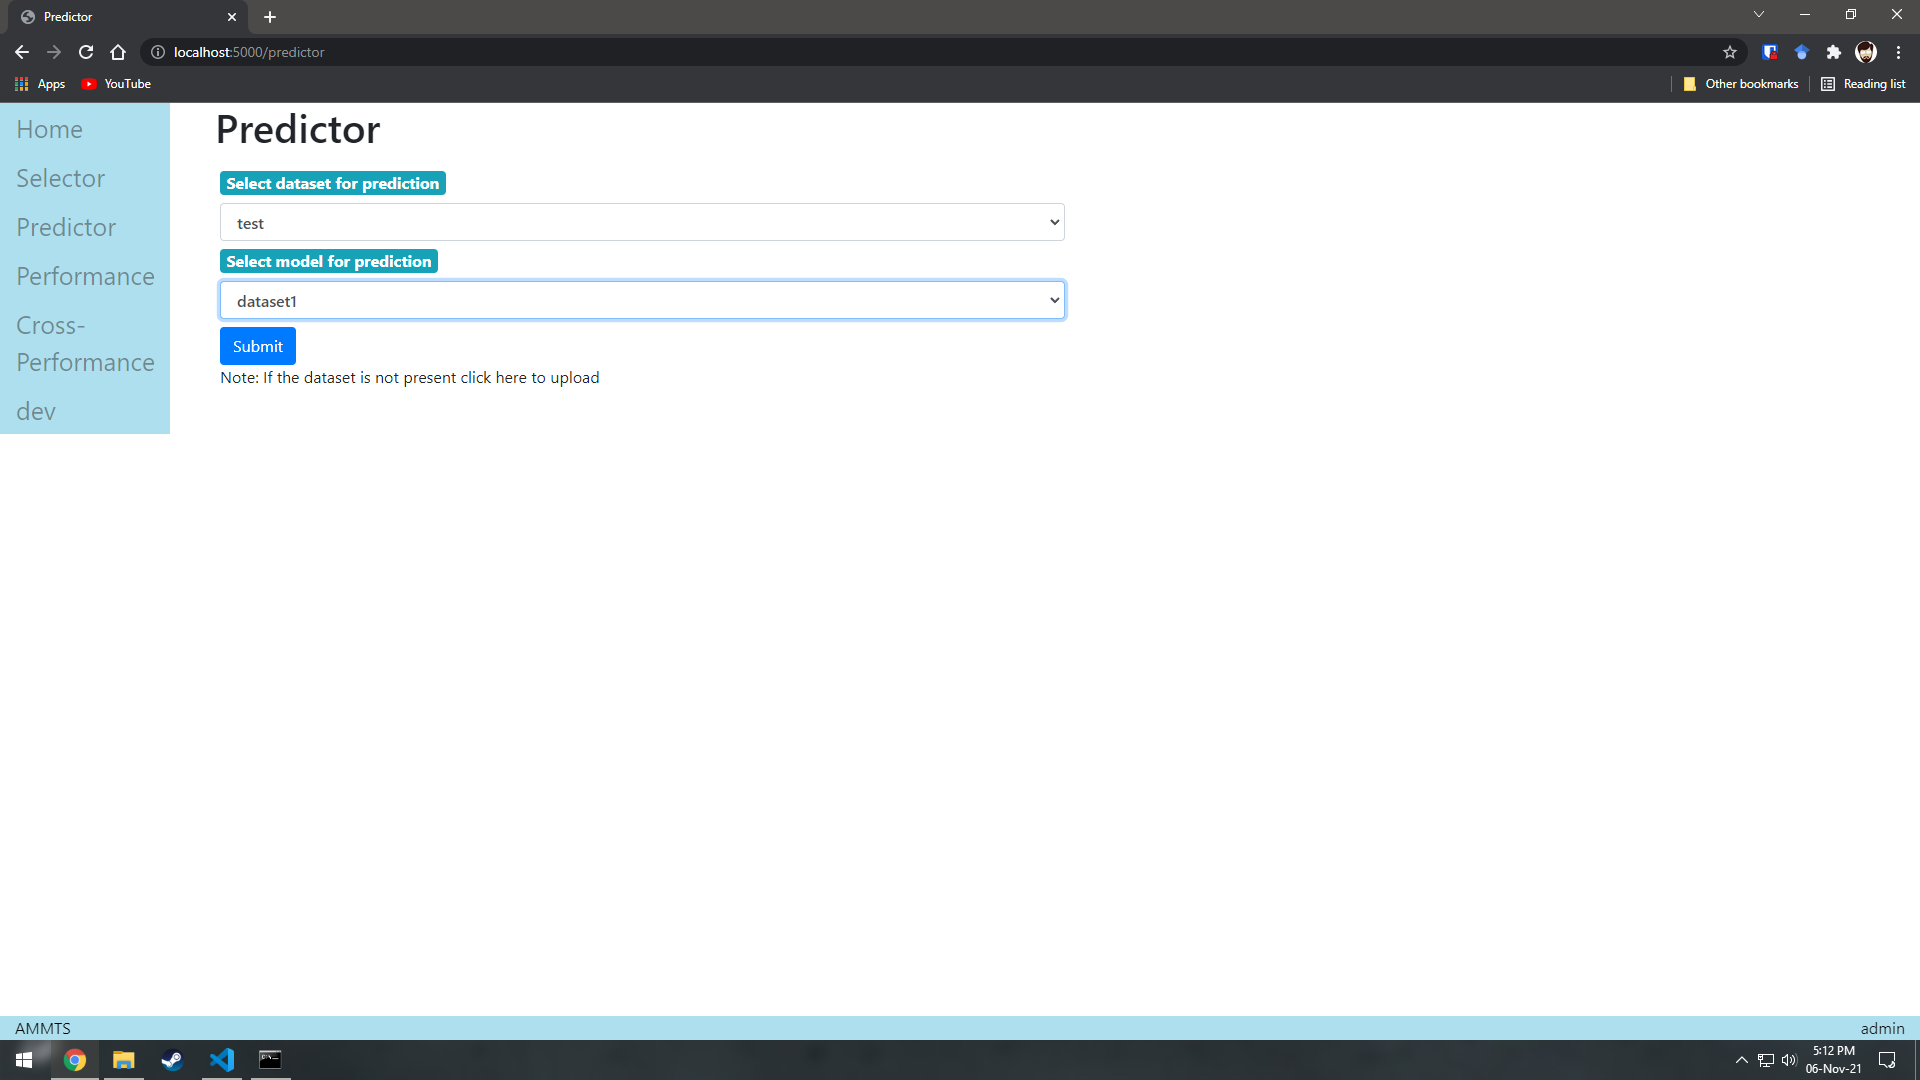 Predictor
localhost:5000/predictor
Apps
YouTube
Other bookmarks
Reading list
Home
Selector
Predictor
Performance
Cross-
Performance
dev
Predictor
Select dataset for prediction
test
Select model for prediction
dataset1
Submit
Note: If the dataset is not present click here to upload
AMMTS
admin
5:12 PM
06-Nov-21